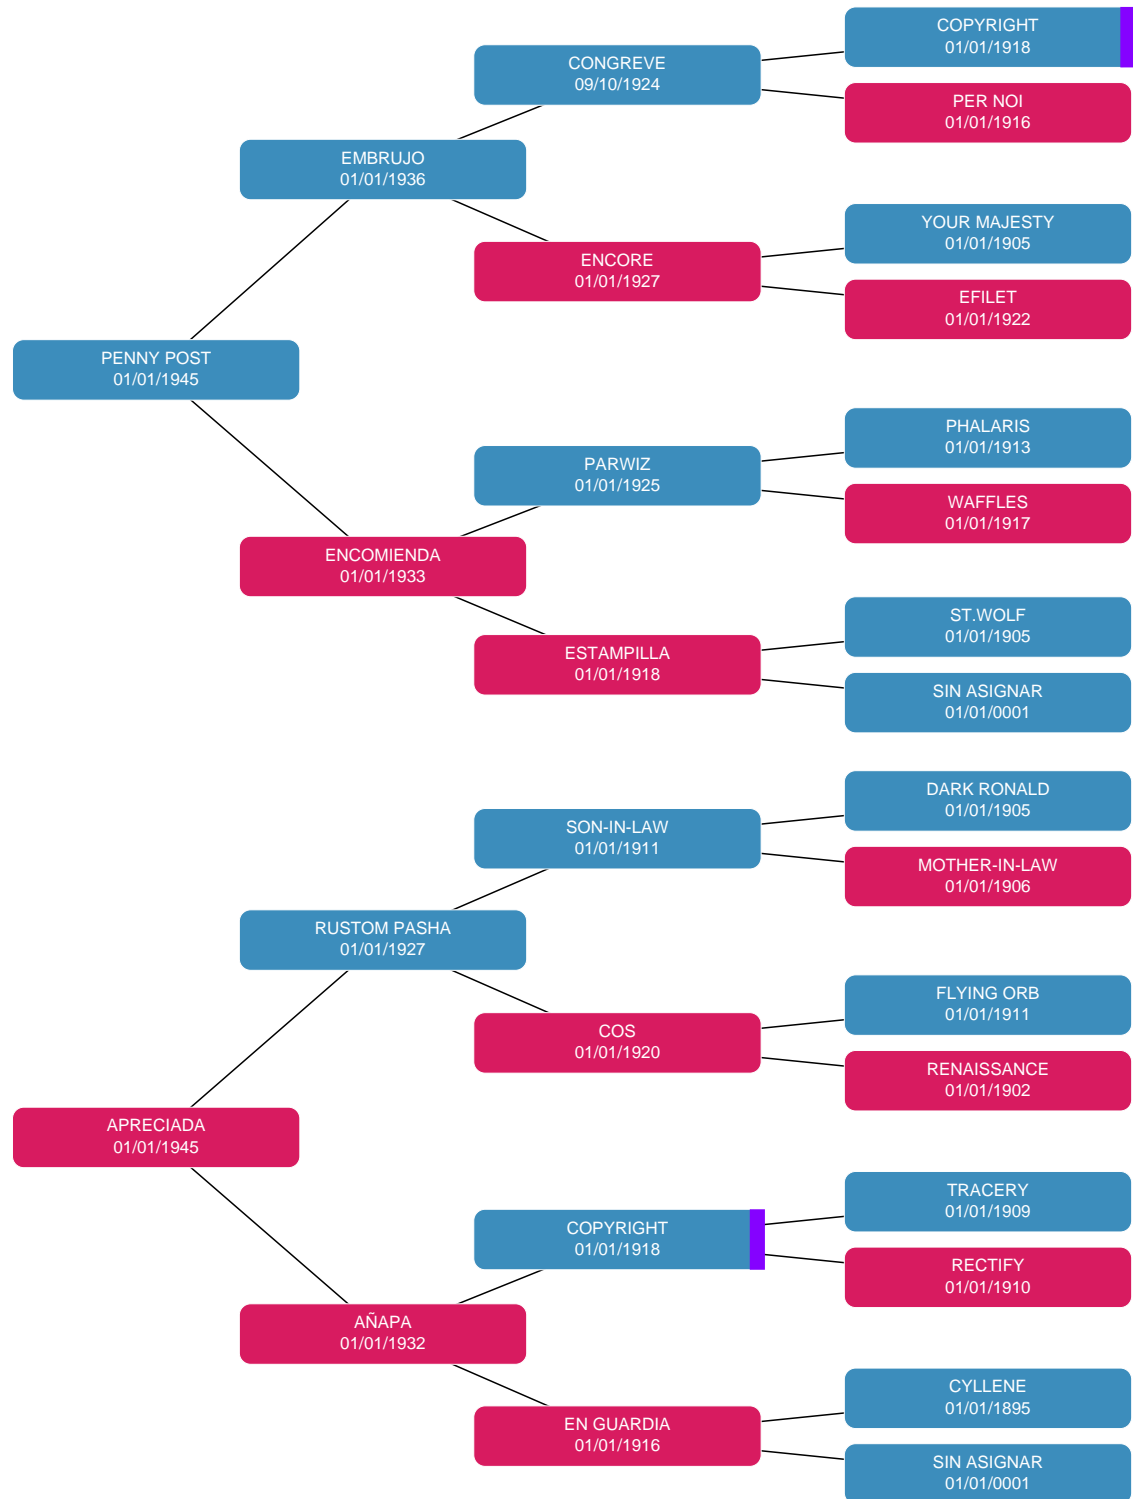 COPYRIGHT
01/01/1918
CONGREVE
09/10/1924
PER NOI
01/01/1916
EMBRUJO
01/01/1936
YOUR MAJESTY
01/01/1905
ENCORE
01/01/1927
EFILET
01/01/1922
PENNY POST
01/01/1945
PHALARIS
01/01/1913
PARWIZ
01/01/1925
WAFFLES
01/01/1917
ENCOMIENDA
01/01/1933
ST.WOLF
01/01/1905
ESTAMPILLA
01/01/1918
SIN ASIGNAR
01/01/0001
DARK RONALD
01/01/1905
SON-IN-LAW
01/01/1911
MOTHER-IN-LAW
01/01/1906
RUSTOM PASHA
01/01/1927
FLYING ORB
01/01/1911
COS
01/01/1920
RENAISSANCE
01/01/1902
APRECIADA
01/01/1945
TRACERY
01/01/1909
COPYRIGHT
01/01/1918
RECTIFY
01/01/1910
AÑAPA
01/01/1932
CYLLENE
01/01/1895
EN GUARDIA
01/01/1916
SIN ASIGNAR
01/01/0001